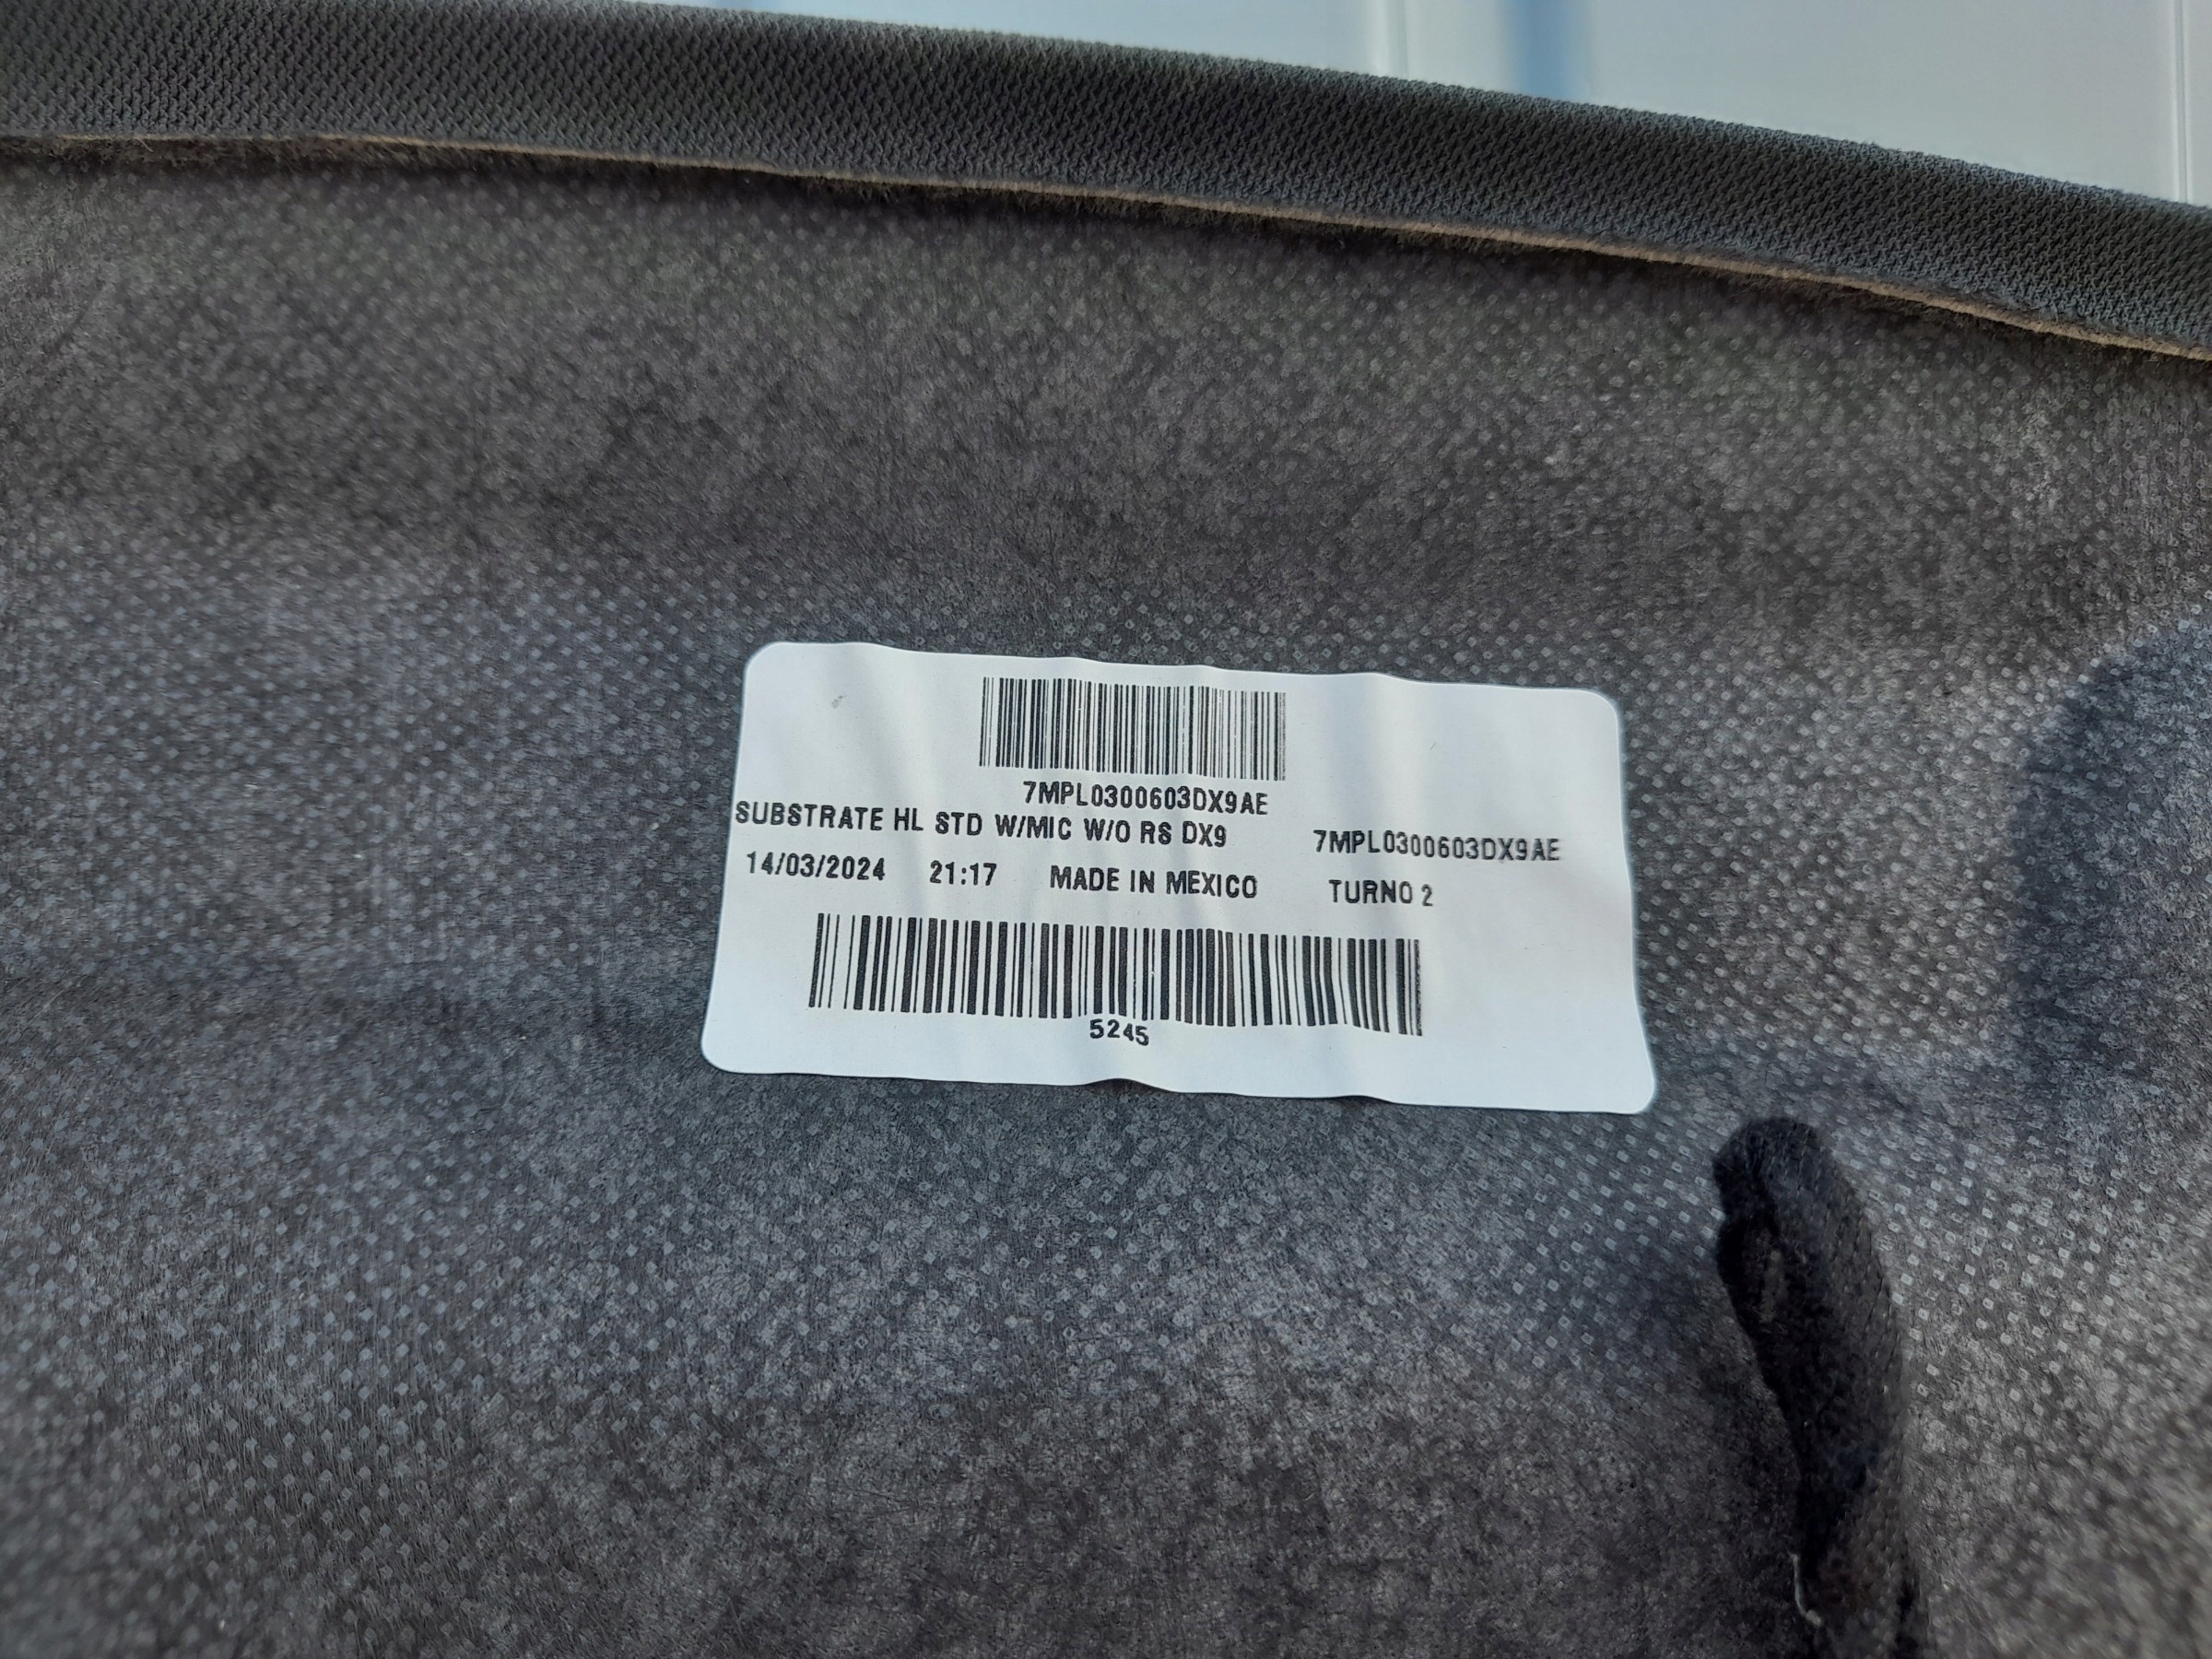 7MPL0300603DX9AE
SUBSTRATE HL STD W/MIC W/O RS DX9 7MPL0300603DX9AE
14/03/2024 21:17 MADE IN MEXICO TURNO 2
5245